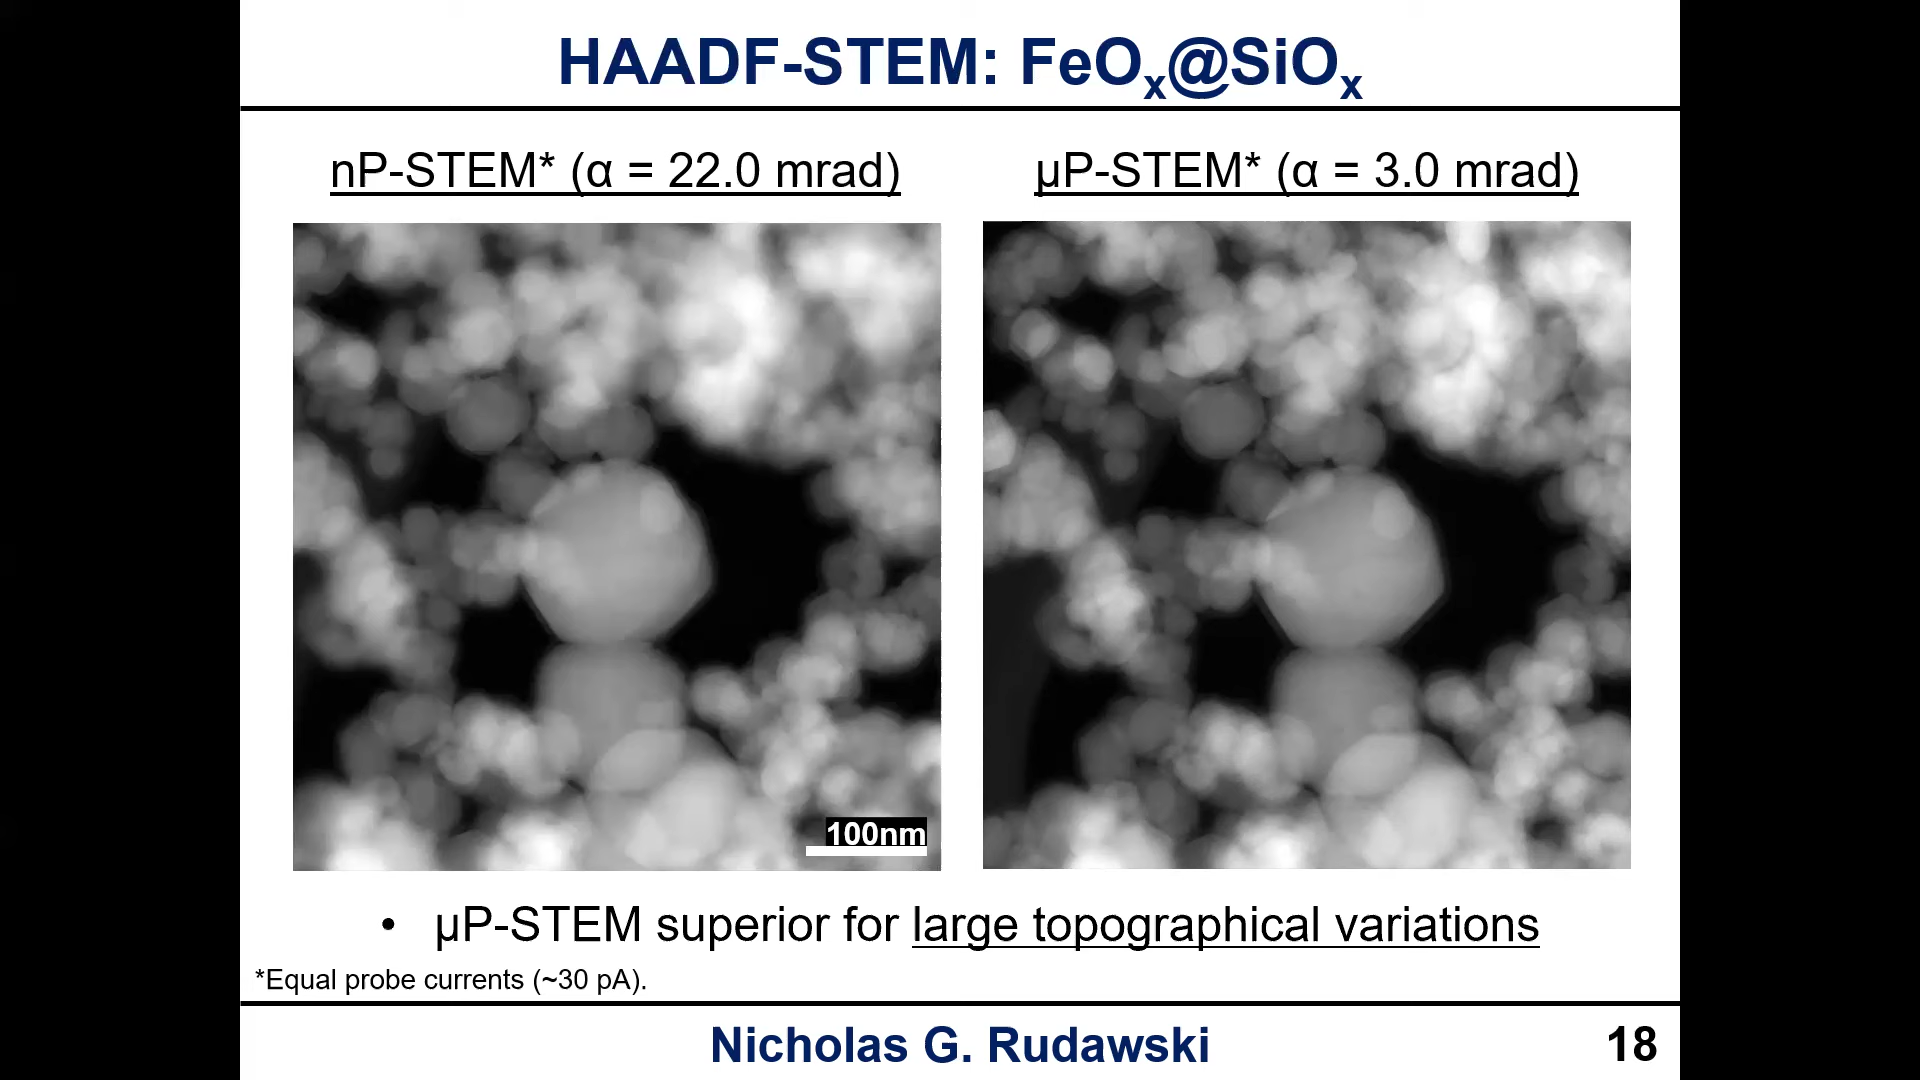 HAADF-STEM: FeOx@SiOx
nP-STEM* (α = 22.0 mrad)
µP-STEM* (α = 3.0 mrad)
100nm
• µP-STEM superior for large topographical variations
*Equal probe currents (~30 pA).
Nicholas G. Rudawski
18